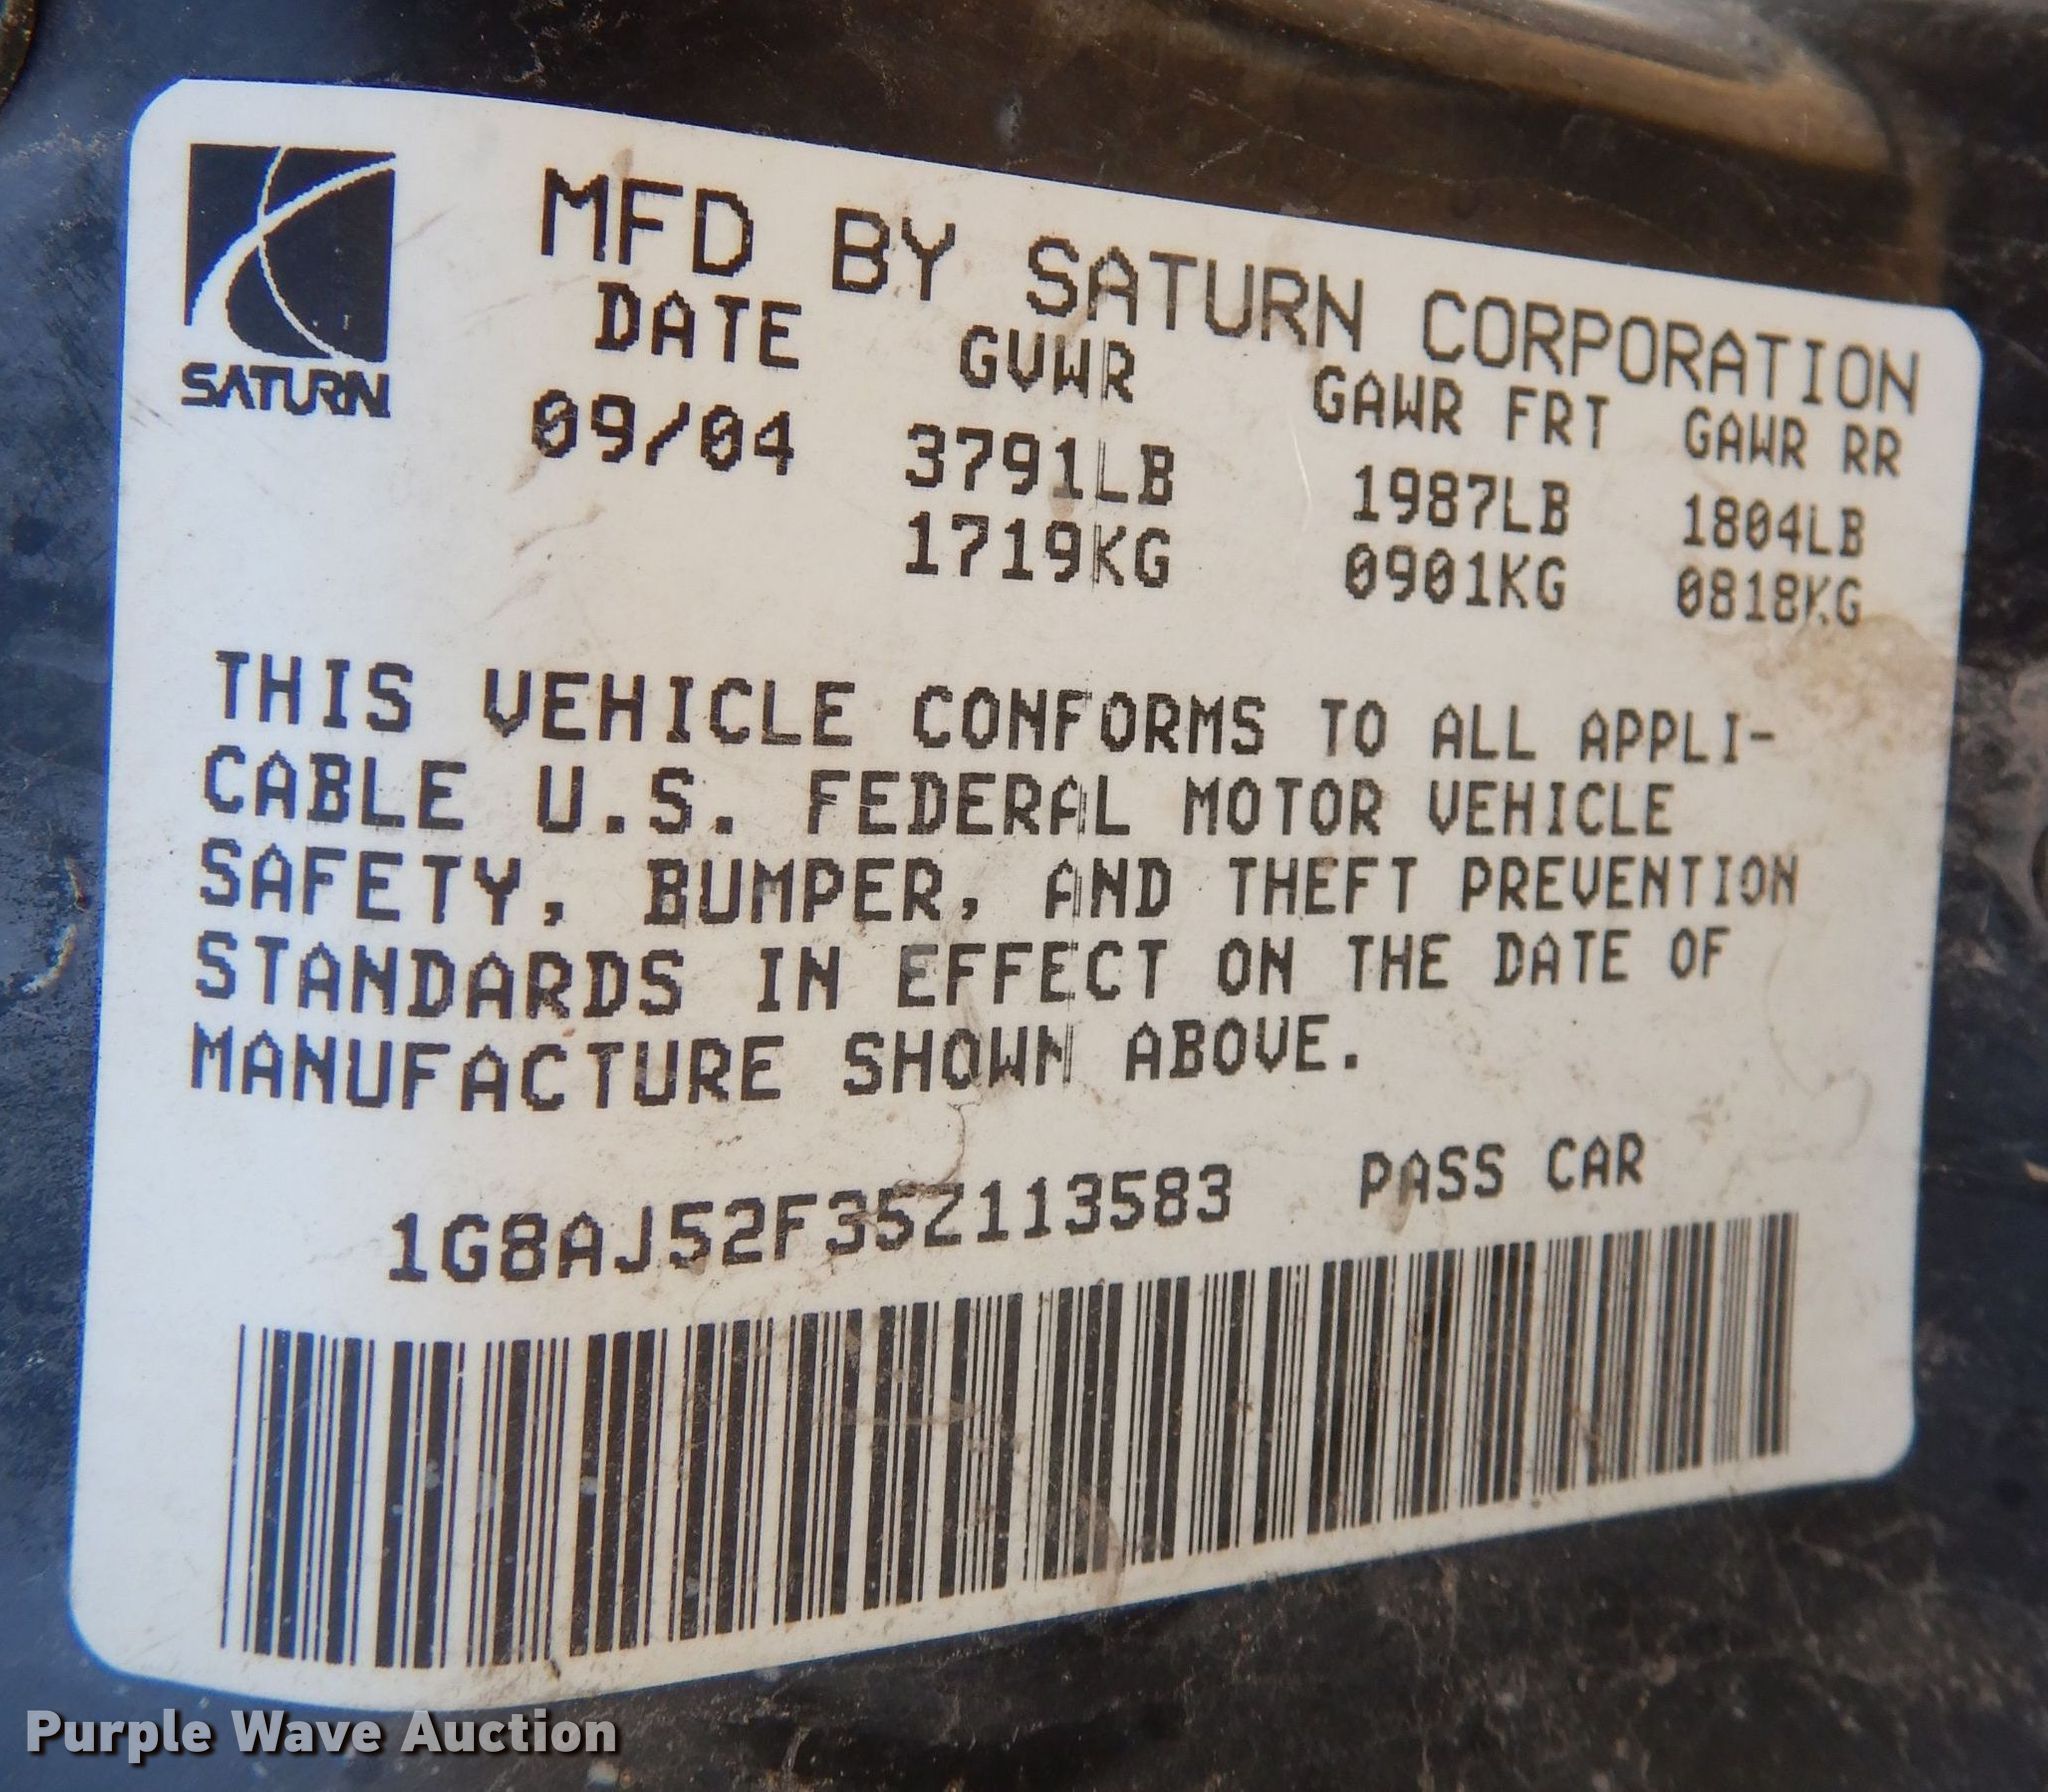 SATURN
MFD BY SATURN CORPORATION
DATE GVWR GAWR FRT GAWR RR
09/04 3791LB 1987LB 1804LB
1719KG 0901KG 0818KG
THIS VEHICLE CONFORMS TO ALL APPLI-
CABLE U.S. FEDERAL MOTOR VEHICLE
SAFETY, BUMPER, AND THEFT PREVENTION
STANDARDS IN EFFECT ON THE DATE OF
MANUFACTURE SHOWN ABOVE.
1G8AJ52F35Z113583 PASS CAR
Purple Wave Auction